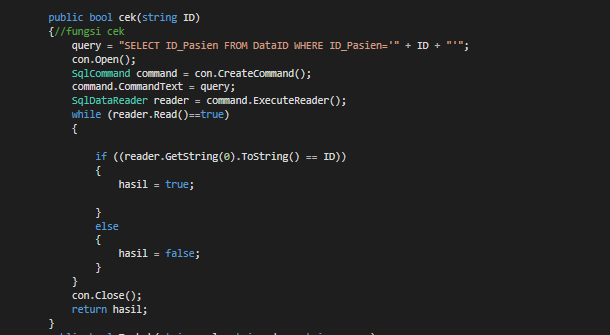 public bool cek(string ID)
{//fungsi cek
query = "SELECT ID_Pasien FROM DataID WHERE ID_Pasien='" + ID + "'";
con.Open();
SqlCommand command = con.CreateCommand();
command.CommandText = query;
SqlDataReader reader = command.ExecuteReader();
while (reader.Read()==true)
{
if ((reader.GetString(0).ToString() == ID))
{
hasil = true;
}
else
{
hasil = false;
}
}
con.Close();
return hasil;
}